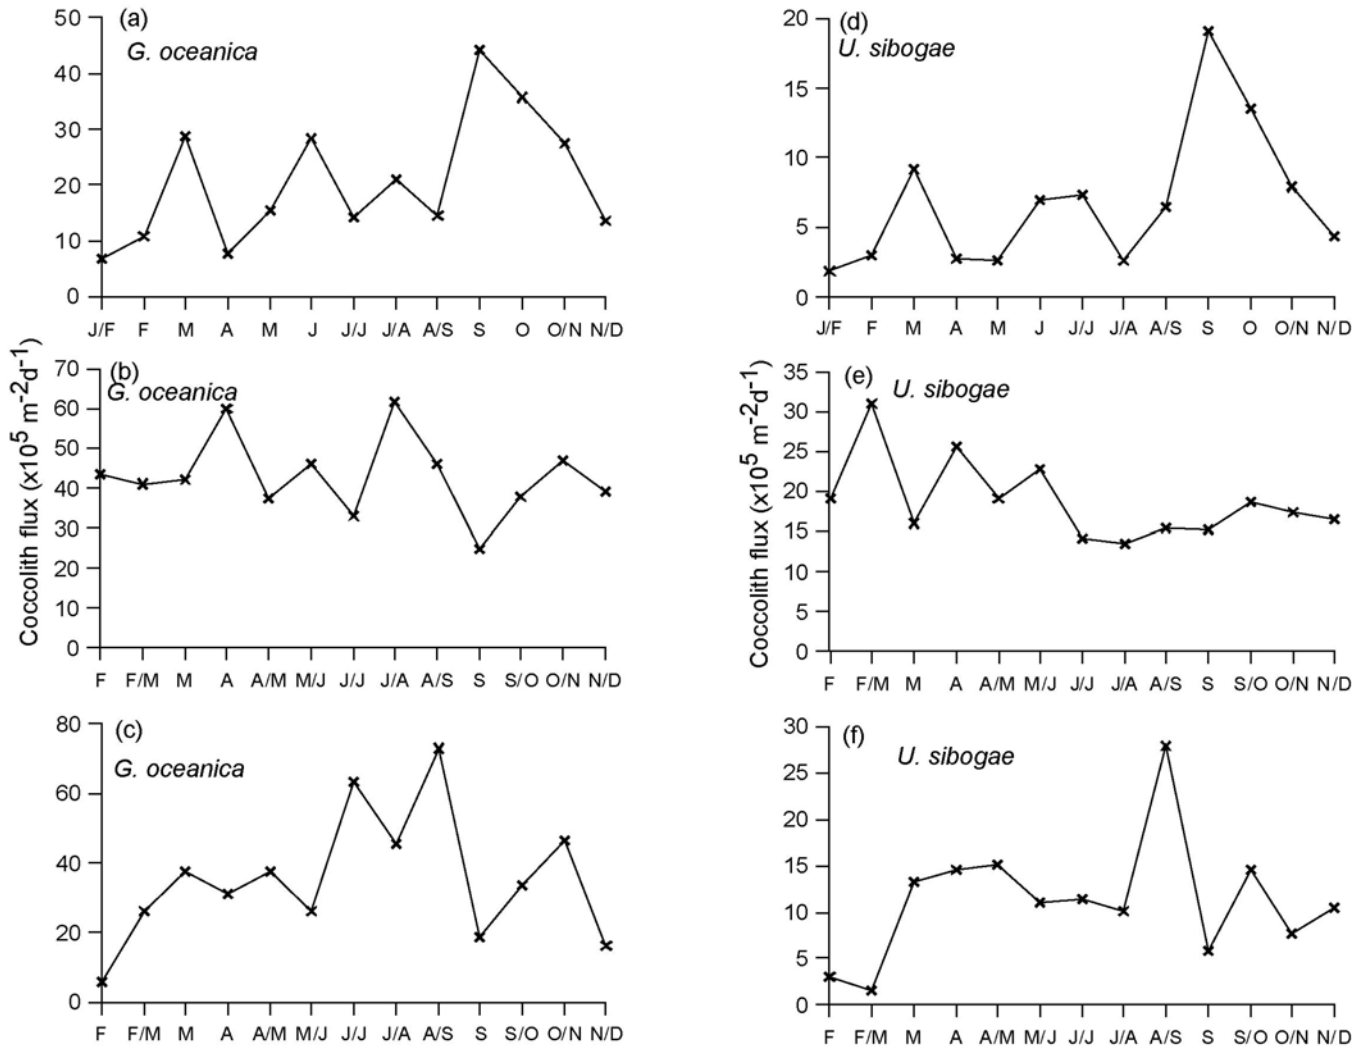 (a)
G. oceanica
50
40
30
20
10
0
J/F F M A M J J/J J/A A/S S O O/N N/D
(d)
U. sibogae
20
15
10
5
0
J/F F M A M J J/J J/A A/S S O O/N N/D
Coccolith flux (x10⁵ m⁻²d⁻¹)
(b)
G. oceanica
70
60
50
40
30
20
10
0
F F/M M A A/M M/J J/J J/A A/S S S/O O/N N/D
Coccolith flux (x10⁵ m⁻²d⁻¹)
(e)
U. sibogae
35
30
25
20
15
10
5
0
F F/M M A A/M M/J J/J J/A A/S S S/O O/N N/D
(c)
G. oceanica
80
60
40
20
0
F F/M M A A/M M/J J/J J/A A/S S S/O O/N N/D
(f)
U. sibogae
30
25
20
15
10
5
0
F F/M M A A/M M/J J/J J/A A/S S S/O O/N N/D